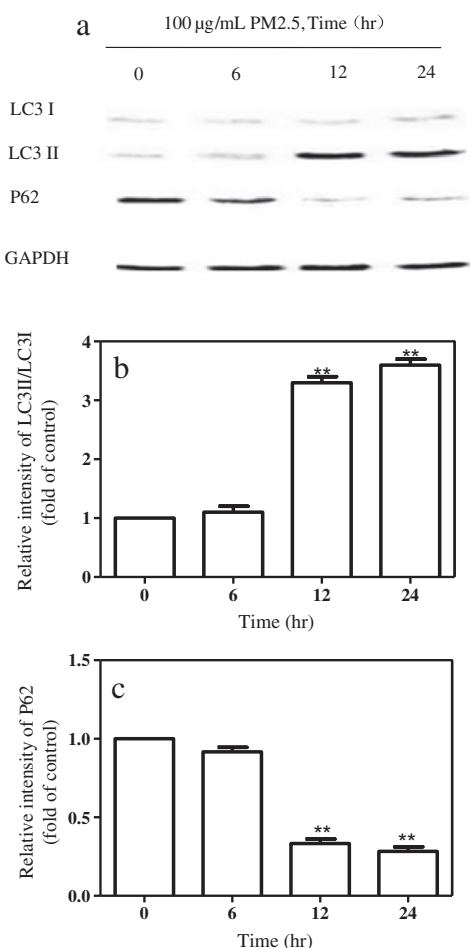 a
100 μg/mL PM2.5, Time (hr)
0 6 12 24
LC3 I
LC3 II
P62
GAPDH
b
Relative intensity of LC3II/LC3I
(fold of control)
4
3
2
1
0
**
**
0 6 12 24
Time (hr)
c
Relative intensity of P62
(fold of control)
1.5
1.0
0.5
0.0
**
**
0 6 12 24
Time (hr)